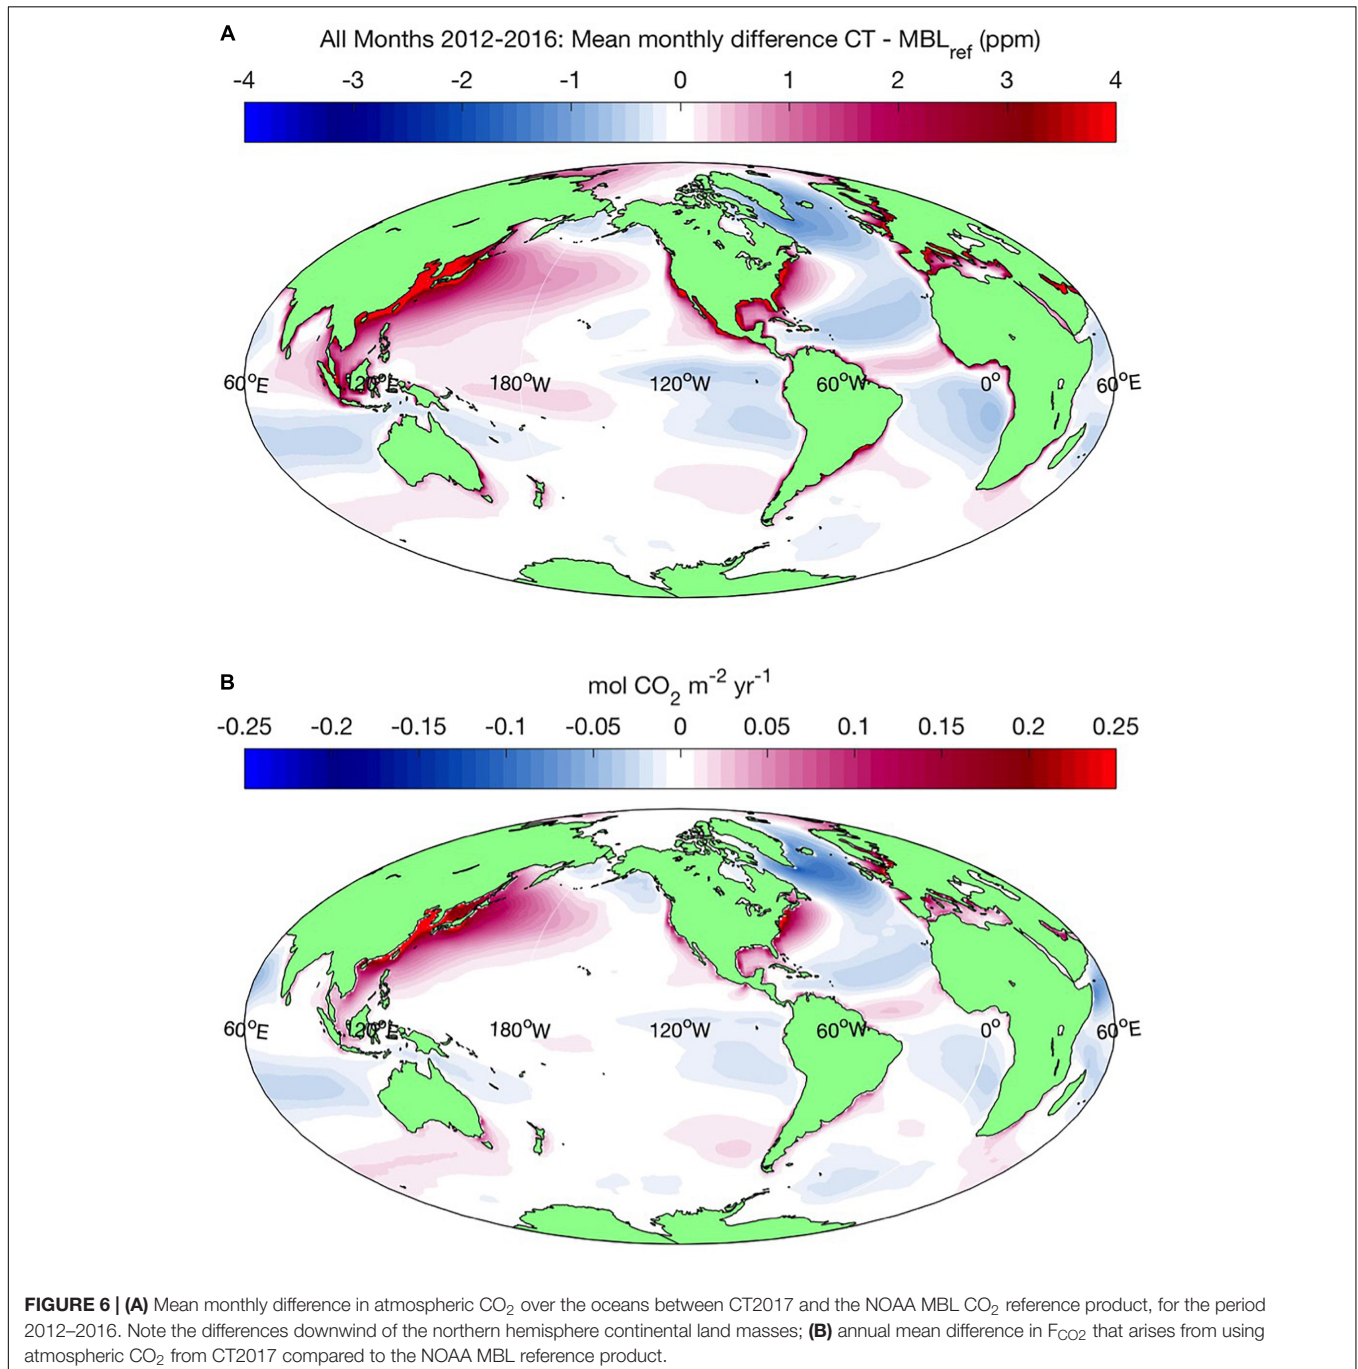 A
All Months 2012-2016: Mean monthly difference CT - MBLref (ppm)
-4 -3 -2 -1 0 1 2 3 4
60°E 120°E 180°W 120°W 60°W 0° 60°E
B
mol CO2 m-2 yr-1
-0.25 -0.2 -0.15 -0.1 -0.05 0 0.05 0.1 0.15 0.2 0.25
60°E 120°E 180°W 120°W 60°W 0° 60°E
FIGURE 6 | (A) Mean monthly difference in atmospheric CO2 over the oceans between CT2017 and the NOAA MBL CO2 reference product, for the period
2012–2016. Note the differences downwind of the northern hemisphere continental land masses; (B) annual mean difference in FCO2 that arises from using
atmospheric CO2 from CT2017 compared to the NOAA MBL reference product.